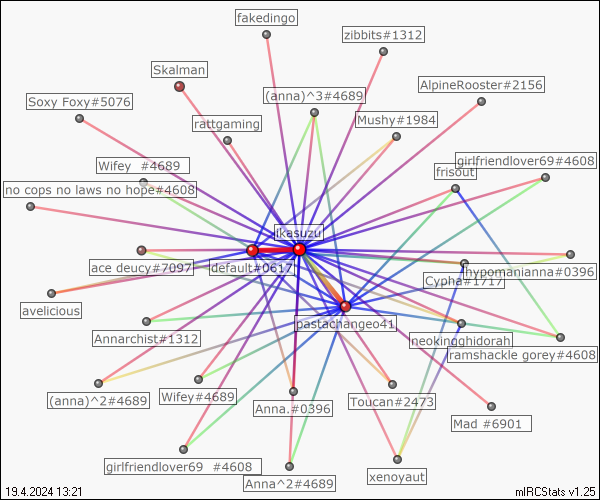 fakedingo
zibbits#1312
Skalman
AlpineRooster#2156
(anna)^3#4689
Soxy Foxy#5076
Mushy#1984
rattgaming
girlfriendlover69#4608
Wifey  #4689
frisout
no cops no laws no hope#4608
ikasuzu
ace deucy#7097
default#0617
hypomanianna#0396
Cypha#1717
avelicious
pastachangeo41
Annarchist#1312
neokingghidorah
ramshackle gorey#4608
(anna)^2#4689
Wifey#4689
Anna.#0396
Toucan#2473
Mad #6901
girlfriendlover69  #4608
xenoyaut
Anna^2#4689
19.4.2024 13:21
mIRCStats v1.25